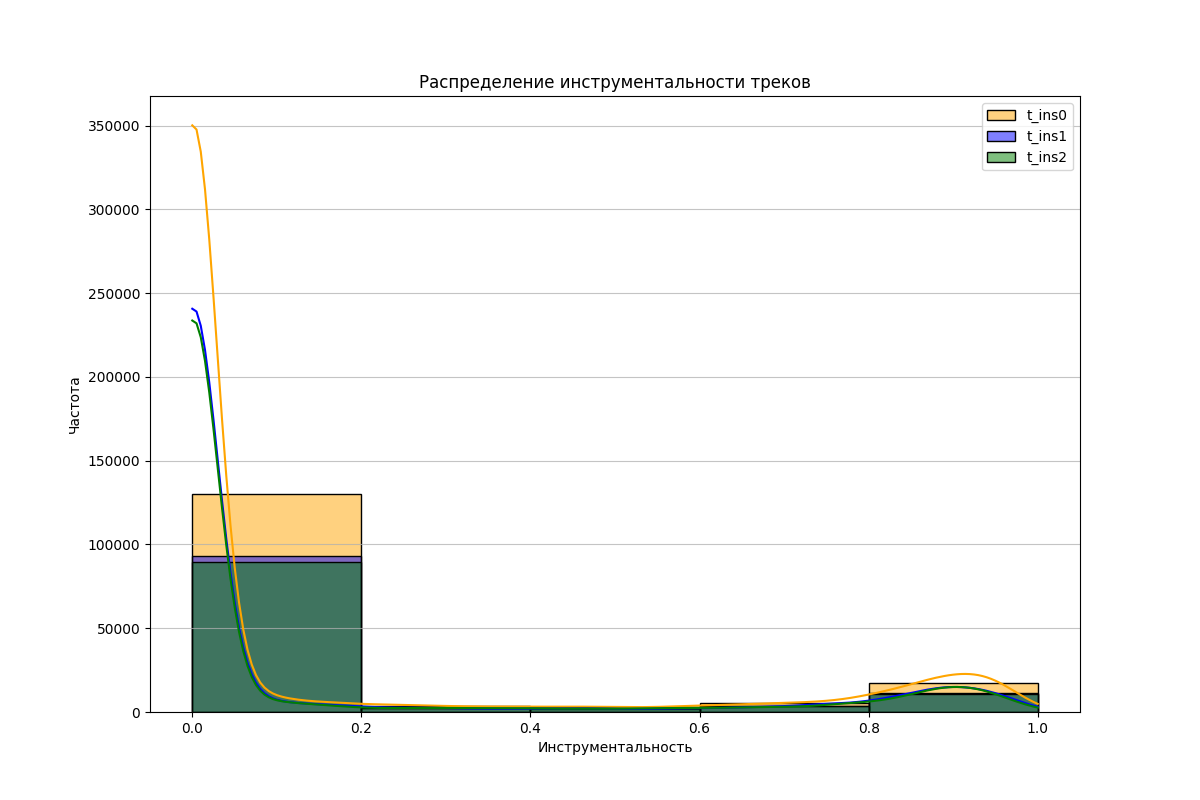 Распределение инструментальности треков
t_ins0
t_ins1
t_ins2
350000
300000
250000
200000
150000
100000
50000
0
Частота
0.0 0.2 0.4 0.6 0.8 1.0
Инструментальность